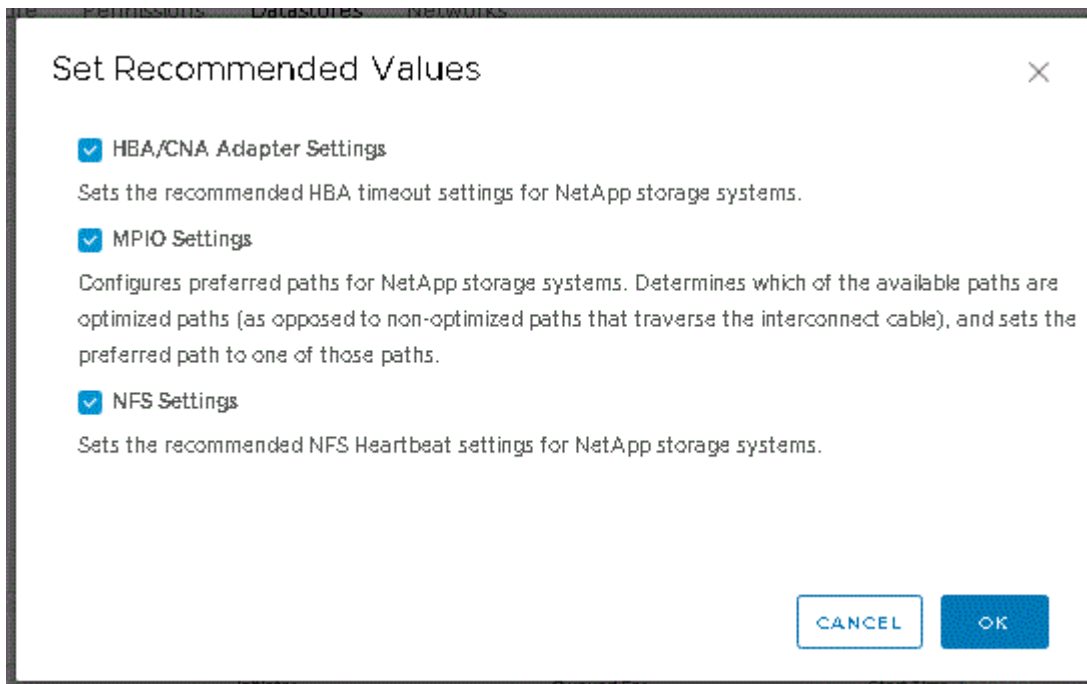 Permissions Datastores Networks
Set Recommended Values
HBA/CNA Adapter Settings
Sets the recommended HBA timeout settings for NetApp storage systems.
MPIO Settings
Configures preferred paths for NetApp storage systems. Determines which of the available paths are
optimized paths (as opposed to non-optimized paths that traverse the interconnect cable), and sets the
preferred path to one of those paths.
NFS Settings
Sets the recommended NFS Heartbeat settings for NetApp storage systems.
CANCEL OK